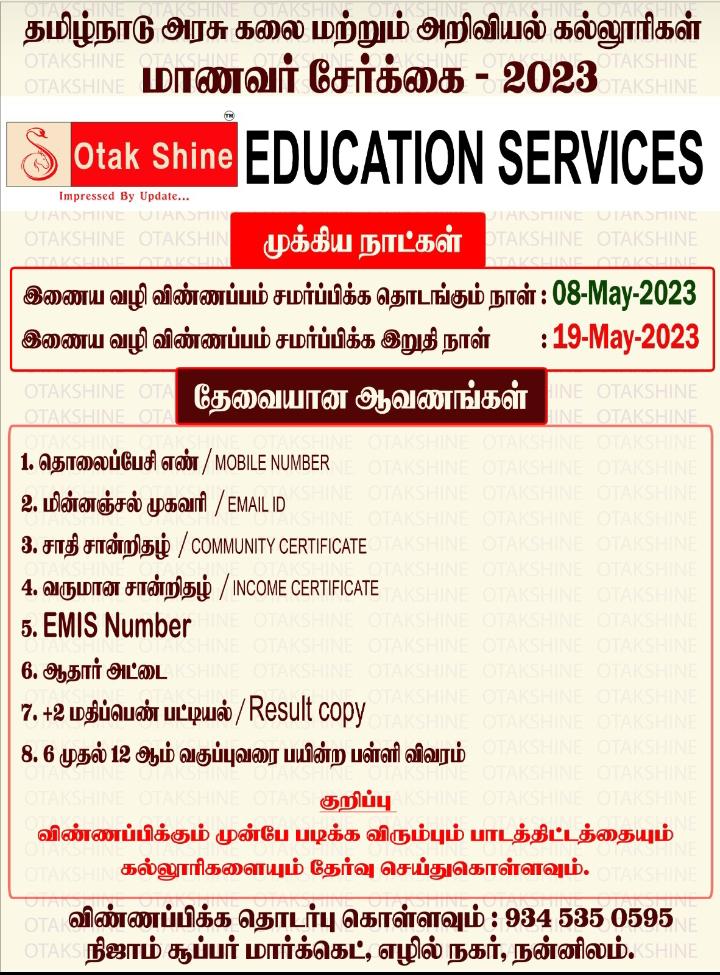 தமிழ்நாடு அரசு கலை மற்றும் அறிவியல் கல்லூரிகள்
மாணவர் சேர்க்கை - 2023
TM
Otak Shine EDUCATION SERVICES
Impressed By Update...
முக்கிய நாட்கள்
இணைய வழி விண்ணப்பம் சமர்ப்பிக்க தொடங்கும் நாள் : 08-May-2023
இணைய வழி விண்ணப்பம் சமர்ப்பிக்க இறுதி நாள் : 19-May-2023
தேவையான ஆவணங்கள்
1. தொலைப்பேசி எண் / MOBILE NUMBER
2. மின்னஞ்சல் முகவரி / EMAIL ID
3. சாதி சான்றிதழ் / COMMUNITY CERTIFICATE
4. வருமான சான்றிதழ் / INCOME CERTIFICATE
5. EMIS Number
6. ஆதார் அட்டை
7. +2 மதிப்பெண் பட்டியல் / Result copy
8. 6 முதல் 12 ஆம் வகுப்புவரை பயின்ற பள்ளி விவரம்
குறிப்பு
விண்ணப்பிக்கும் முன்பே படிக்க விரும்பும் பாடத்திட்டத்தையும்
கல்லூரிகளையும் தேர்வு செய்துகொள்ளவும்.
விண்ணபபிக்க தொடர்பு கொள்ளவும் : 934 535 0595
நிஜாம் சூப்பர் மார்க்கெட், எழில் நகர், நன்னிலம்.